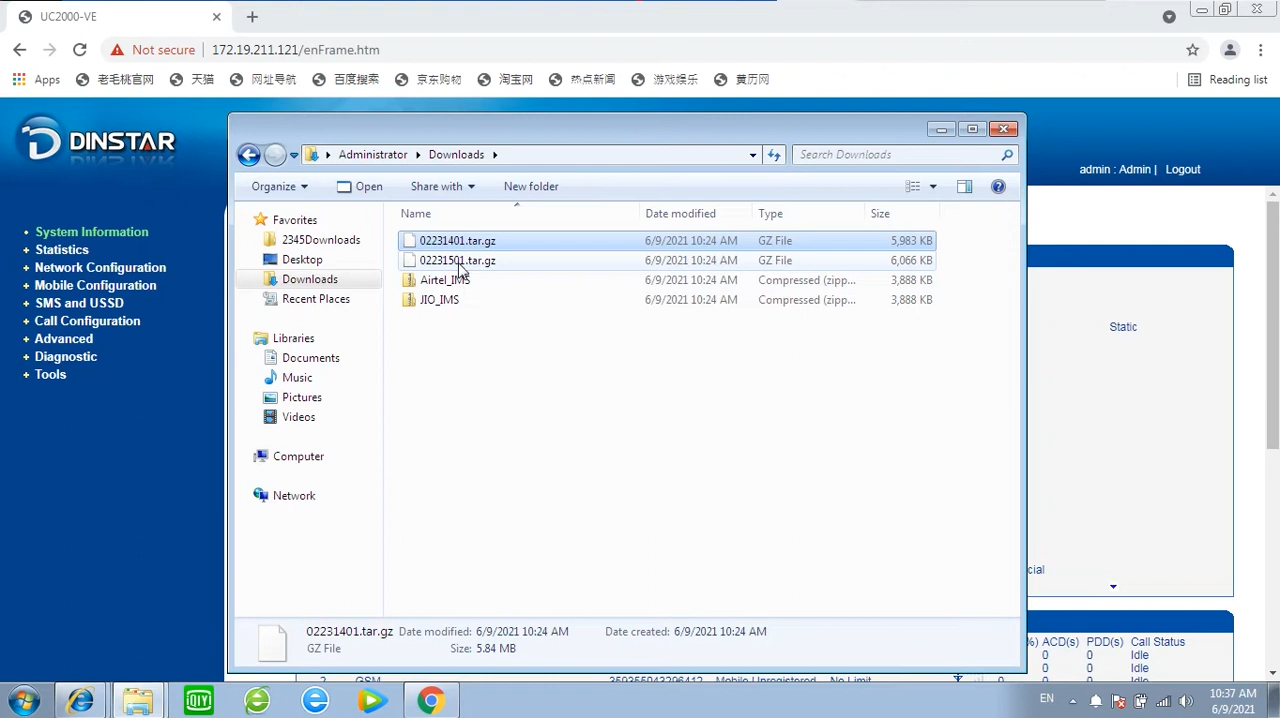 UC2000-VE
Not secure 172.19.211.121/enFrame.htm
Apps 老毛桃官网 天猫 网址导航 百度搜索 京东购物 淘宝网 热点新闻 游戏娱乐 黄历网 Reading list
DINSTAR
admin : Admin | Logout
System Information
Statistics
Network Configuration
Mobile Configuration
SMS and USSD
Call Configuration
Advanced
Diagnostic
Tools
Administrator Downloads Search Downloads
Organize Open Share with New folder
Favorites
2345Downloads
Desktop
Downloads
Recent Places
Libraries
Documents
Music
Pictures
Videos
Computer
Network
Name Date modified Type Size
02231401.tar.gz 6/9/2021 10:24 AM GZ File 5,983 KB
02231501.tar.gz 6/9/2021 10:24 AM GZ File 6,066 KB
Airtel_IMS 6/9/2021 10:24 AM Compressed (zipp... 3,888 KB
JIO_IMS 6/9/2021 10:24 AM Compressed (zipp... 3,888 KB
Static
cial
02231401.tar.gz Date modified: 6/9/2021 10:24 AM Date created: 6/9/2021 10:24 AM
GZ File Size: 5.84 MB
%) ACD(s) PDD(s) Call Status
0 0 Idle
0 0 Idle
QIY
EN
10:37 AM
6/9/2021